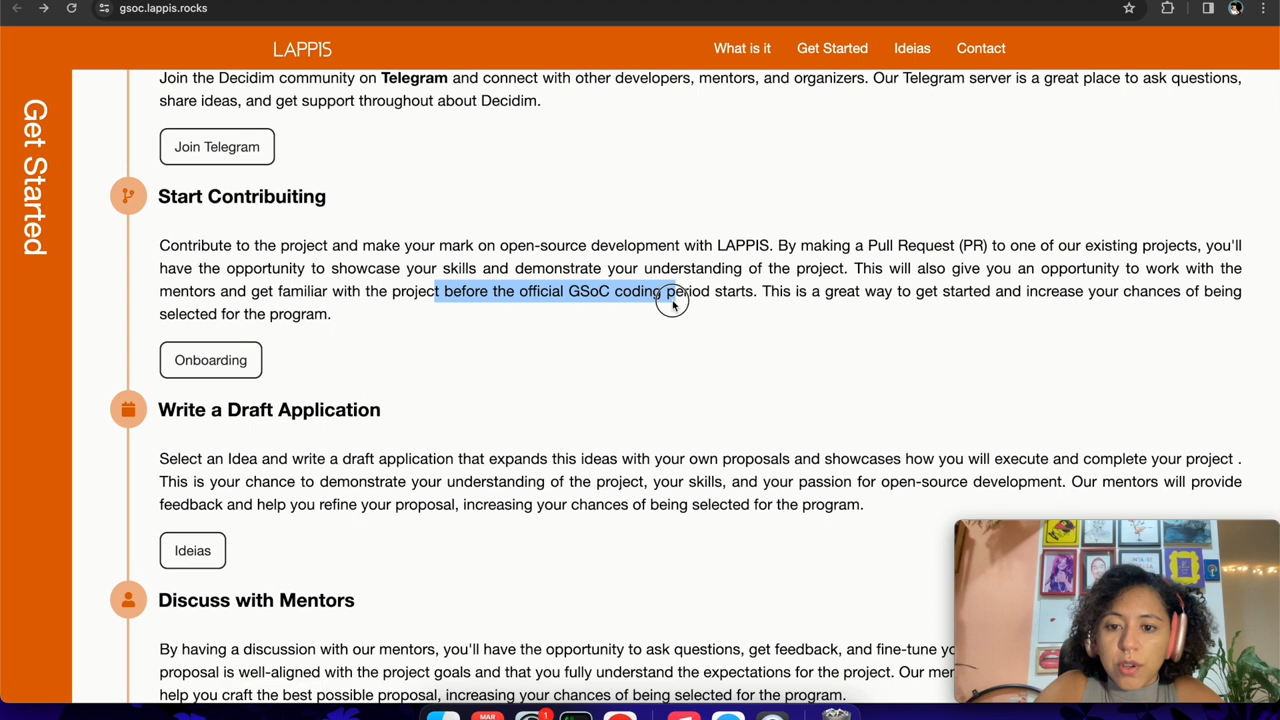 gsoc.lappis.rocks
LAPPIS
What is it
Get Started
Ideias
Contact
Get Started
Join the Decidim community on Telegram and connect with other developers, mentors, and organizers. Our Telegram server is a great place to ask questions,
share ideas, and get support throughout about Decidim.
Join Telegram
Start Contribuiting
Contribute to the project and make your mark on open-source development with LAPPIS. By making a Pull Request (PR) to one of our existing projects, you'll
have the opportunity to showcase your skills and demonstrate your understanding of the project. This will also give you an opportunity to work with the
mentors and get familiar with the project before the official GSoC coding period starts. This is a great way to get started and increase your chances of being
selected for the program.
Onboarding
Write a Draft Application
Select an Idea and write a draft application that expands this ideas with your own proposals and showcases how you will execute and complete your project .
This is your chance to demonstrate your understanding of the project, your skills, and your passion for open-source development. Our mentors will provide
feedback and help you refine your proposal, increasing your chances of being selected for the program.
Ideias
Discuss with Mentors
By having a discussion with our mentors, you'll have the opportunity to ask questions, get feedback, and fine-tune
proposal is well-aligned with the project goals and that you fully understand the expectations for the project. Our
help you craft the best possible proposal, increasing your chances of being selected for the program.
MAR
1